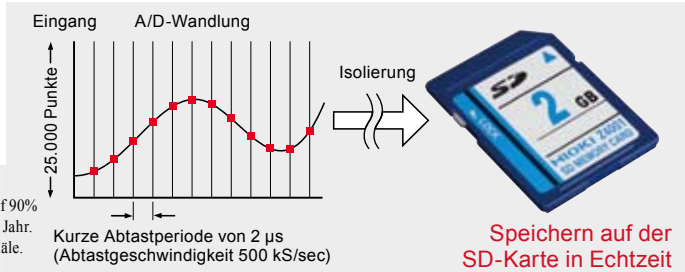 Eingang A/D-Wandlung
25.000 Punkte
Isolierung
SD
2 GB
LOCK
HIOKI Z4001
SD MEMORY CARD
f 90%
Jahr.
äle.
Kurze Abtastperiode von 2 µs
(Abtastgeschwindigkeit 500 kS/sec)
Speichern auf der
SD-Karte in Echtzeit